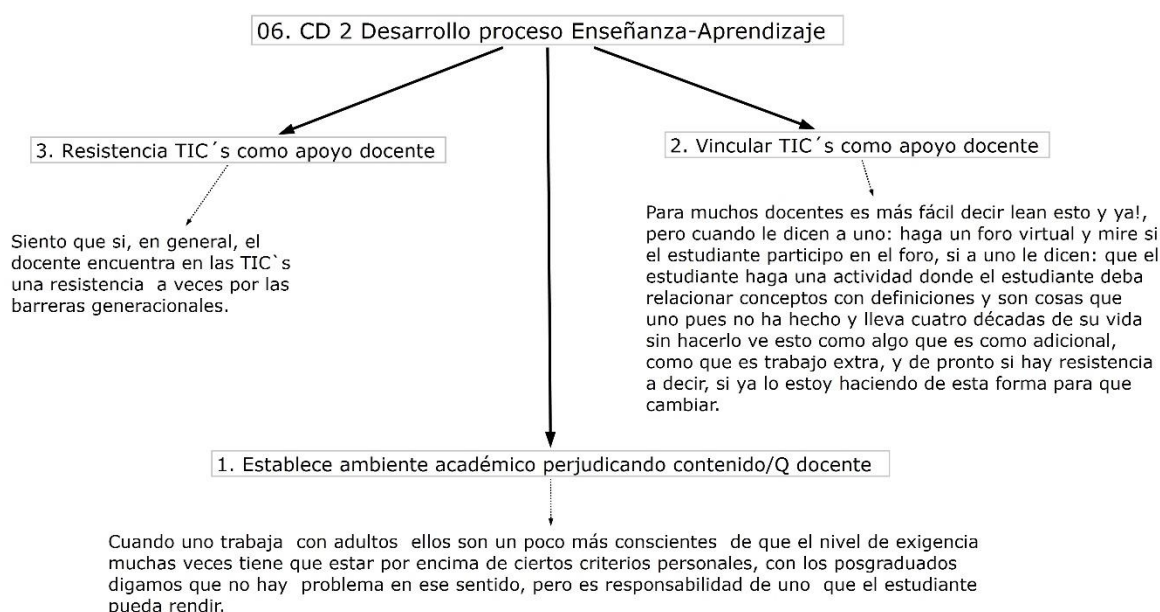 06. CD 2 Desarrollo proceso Enseñanza-Aprendizaje
3. Resistencia TIC´s como apoyo docente
2. Vincular TIC´s como apoyo docente
Siento que si, en general, el
docente encuentra en las TIC`s
una resistencia a veces por las
barreras generacionales.
Para muchos docentes es más fácil decir lean esto y ya!,
pero cuando le dicen a uno: haga un foro virtual y mire si
el estudiante participo en el foro, si a uno le dicen: que el
estudiante haga una actividad donde el estudiante deba
relacionar conceptos con definiciones y son cosas que
uno pues no ha hecho y lleva cuatro décadas de su vida
sin hacerlo ve esto como algo que es como adicional,
como que es trabajo extra, y de pronto si hay resistencia
a decir, si ya lo estoy haciendo de esta forma para que
cambiar.
1. Establece ambiente académico perjudicando contenido/Q docente
Cuando uno trabaja con adultos ellos son un poco más conscientes de que el nivel de exigencia
muchas veces tiene que estar por encima de ciertos criterios personales, con los posgraduados
digamos que no hay problema en ese sentido, pero es responsabilidad de uno que el estudiante
pueda rendir.